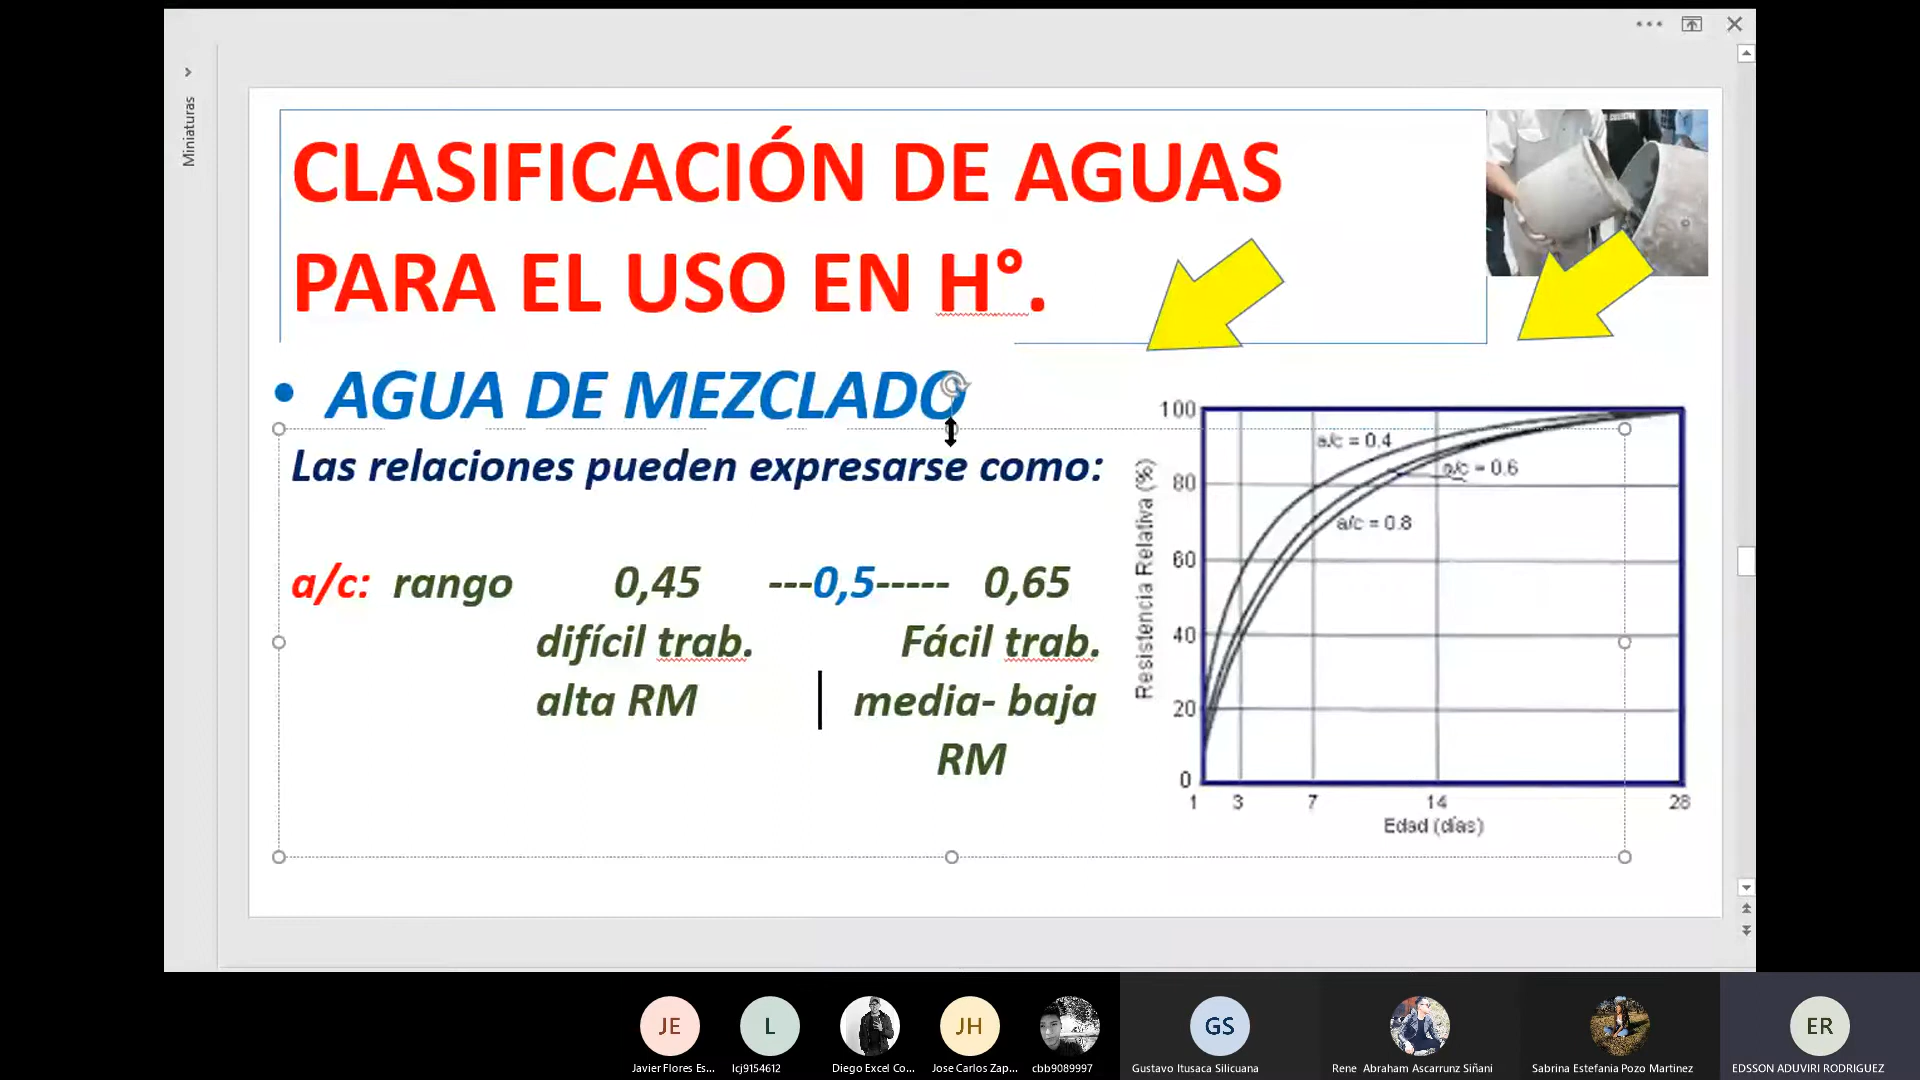 Miniaturas
CLASIFICACIÓN DE AGUAS
PARA EL USO EN H°.
• AGUA DE MEZCLADO
Las relaciones pueden expresarse como:
a/c: rango 0,45 ---0,5----- 0,65
difícil trab. Fácil trab.
alta RM | media- baja
RM
Resistencia Relativa (%)
100
80
60
40
20
0
a/c = 0.4
a/c = 0.6
a/c = 0.8
1 3 7 14 28
Edad (días)
JE L JH GS ER
Javier Flores Es... lcj9154612 Diego Excel Co... Jose Carlos Zap... cbb9089997 Gustavo Itusaca Silicuana Rene Abraham Ascarrunz Siñani Sabrina Estefania Pozo Martinez EDSSON ADUVIRI RODRIGUEZ